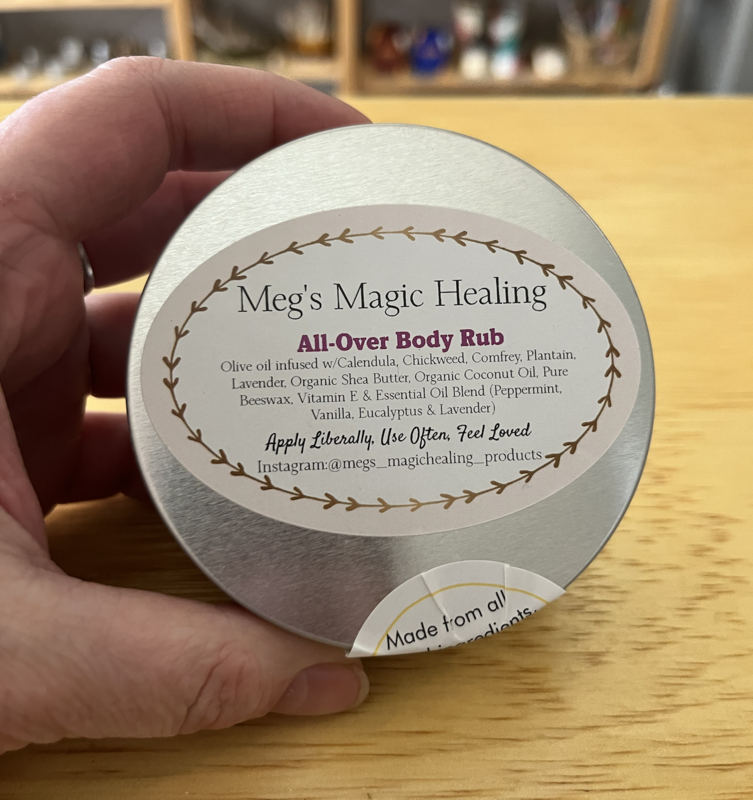 Meg's Magic Healing
All-Over Body Rub
Olive oil infused w/Calendula, Chickweed, Comfrey, Plantain,
Lavender, Organic Shea Butter, Organic Coconut Oil, Pure
Beeswax, Vitamin E & Essential Oil Blend (Peppermint,
Vanilla, Eucalyptus & Lavender)
Apply Liberally, Use Often, Feel Loved
Instagram:@megs_magichealing_products
Made from all